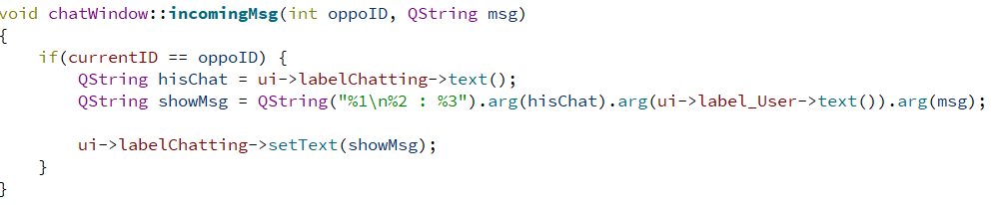 void chatWindow::incomingMsg(int oppoID, QString msg)
{
    if(currentID == oppoID) {
        QString hisChat = ui->labelChatting->text();
        QString showMsg = QString("%1\n%2 : %3").arg(hisChat).arg(ui->label_User->text()).arg(msg);

        ui->labelChatting->setText(showMsg);
    }
}